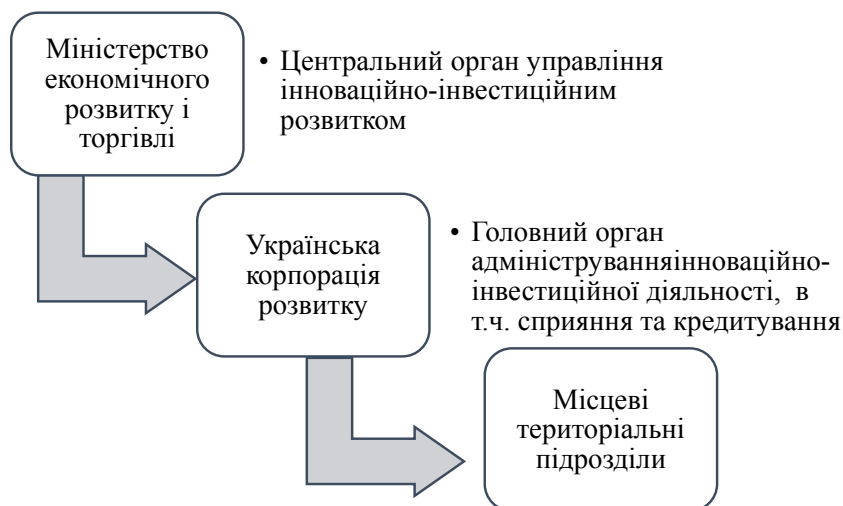 Міністерство
економічного
розвитку і
торгівлі
• Центральний орган управління
інноваційно-інвестиційним
розвитком
Українська
корпорація
розвитку
• Головний орган
адмініструванняінноваційно-
інвестиційної діяльності,  в
т.ч. сприяння та кредитування
Місцеві
територіальні
підрозділи